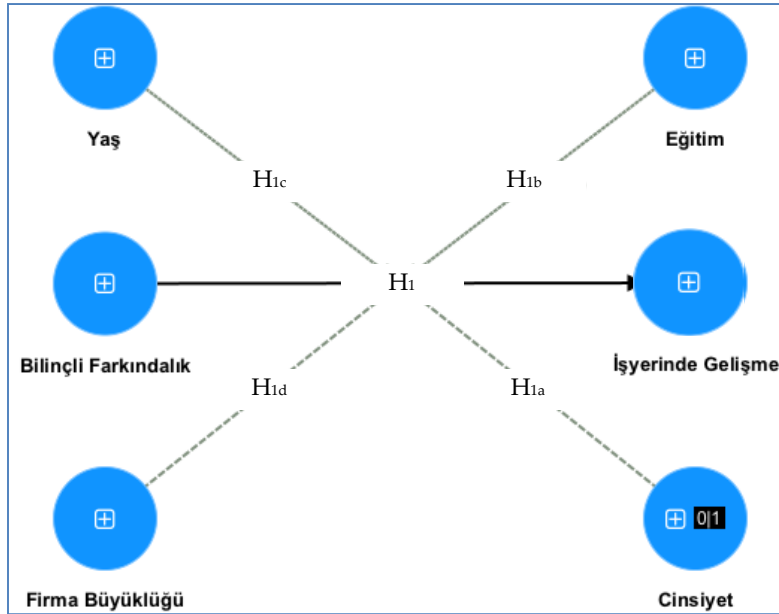 Yaş
Eğitim
H1c
H1b
Bilinçli Farkındalık
H1
İşyerinde Gelişme
H1d
H1a
0|1
Firma Büyüklüğü
Cinsiyet